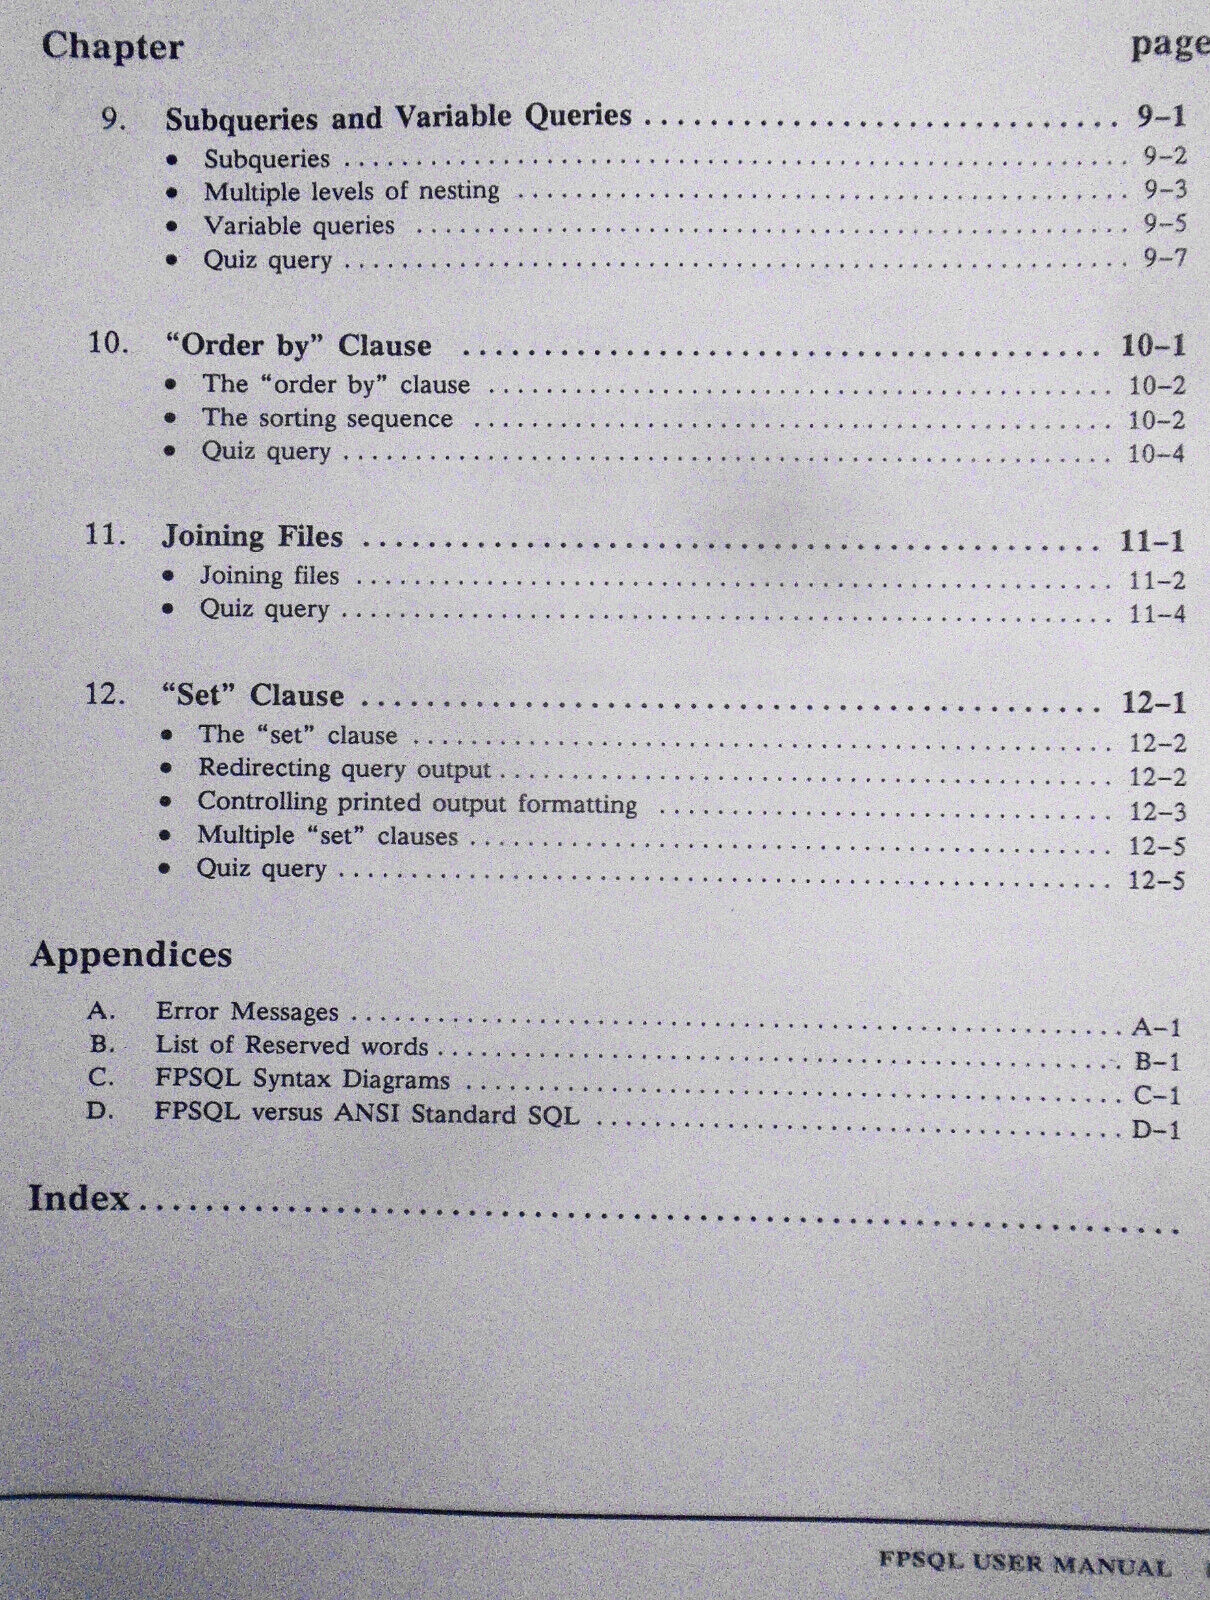 Chapter page
9. Subqueries and Variable Queries .............................. 9–1
• Subqueries .............................. 9–2
• Multiple levels of nesting .............................. 9–3
• Variable queries .............................. 9–5
• Quiz query .............................. 9–7
10. “Order by” Clause .............................. 10–1
• The “order by” clause .............................. 10–2
• The sorting sequence .............................. 10–2
• Quiz query .............................. 10–4
11. Joining Files .............................. 11–1
• Joining files .............................. 11–2
• Quiz query .............................. 11–4
12. “Set” Clause .............................. 12–1
• The “set” clause .............................. 12–2
• Redirecting query output .............................. 12–2
• Controlling printed output formatting .............................. 12–3
• Multiple “set” clauses .............................. 12–5
• Quiz query .............................. 12–5
Appendices
A. Error Messages .............................. A–1
B. List of Reserved words .............................. B–1
C. FPSQL Syntax Diagrams .............................. C–1
D. FPSQL versus ANSI Standard SQL .............................. D–1
Index ..............................
FPSQL USER MANUAL